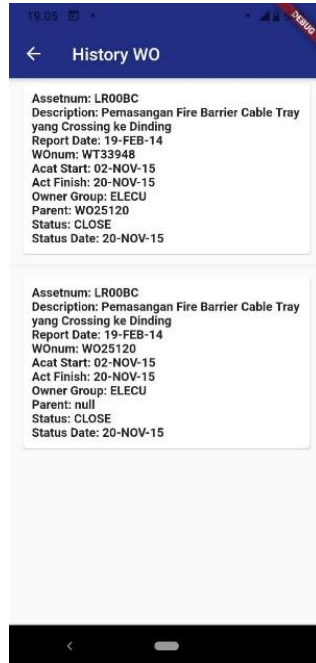 19.05
DEBUG
History WO
Assetnum: LR00BC
Description: Pemasangan Fire Barrier Cable Tray
yang Crossing ke Dinding
Report Date: 19-FEB-14
WOnum: WT33948
Acat Start: 02-NOV-15
Act Finish: 20-NOV-15
Owner Group: ELECU
Parent: WO25120
Status: CLOSE
Status Date: 20-NOV-15
Assetnum: LR00BC
Description: Pemasangan Fire Barrier Cable Tray
yang Crossing ke Dinding
Report Date: 19-FEB-14
WOnum: WO25120
Acat Start: 02-NOV-15
Act Finish: 20-NOV-15
Owner Group: ELECU
Parent: null
Status: CLOSE
Status Date: 20-NOV-15